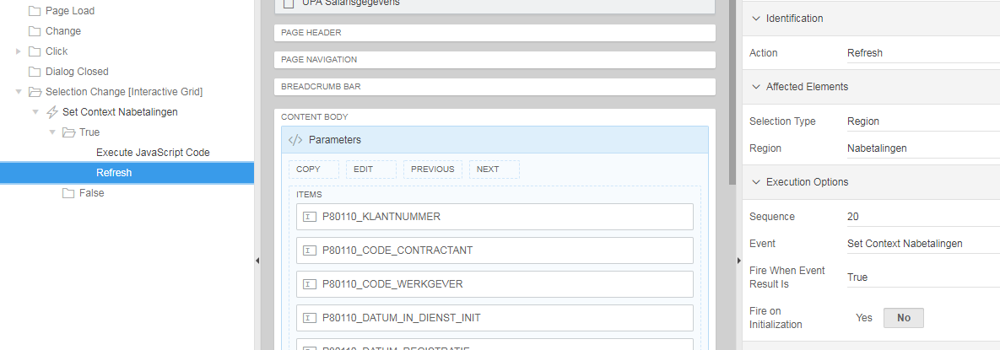 Page Load
Change
Click
Dialog Closed
Selection Change [Interactive Grid]
Set Context Nabetalingen
True
Execute JavaScript Code
Refresh
False
UPA Salarisgegevens
PAGE HEADER
PAGE NAVIGATION
BREADCRUMB BAR
CONTENT BODY
Parameters
COPY EDIT PREVIOUS NEXT
ITEMS
P80110_KLANTNUMMER
P80110_CODE_CONTRACTANT
P80110_CODE_WERKGEVER
P80110_DATUM_IN_DIENST_INIT
P80110_DATUM_REGISTRATIE
Identification
Action Refresh
Affected Elements
Selection Type Region
Region Nabetalingen
Execution Options
Sequence 20
Event Set Context Nabetalingen
Fire When Event
Result Is True
Fire on
Initialization Yes No